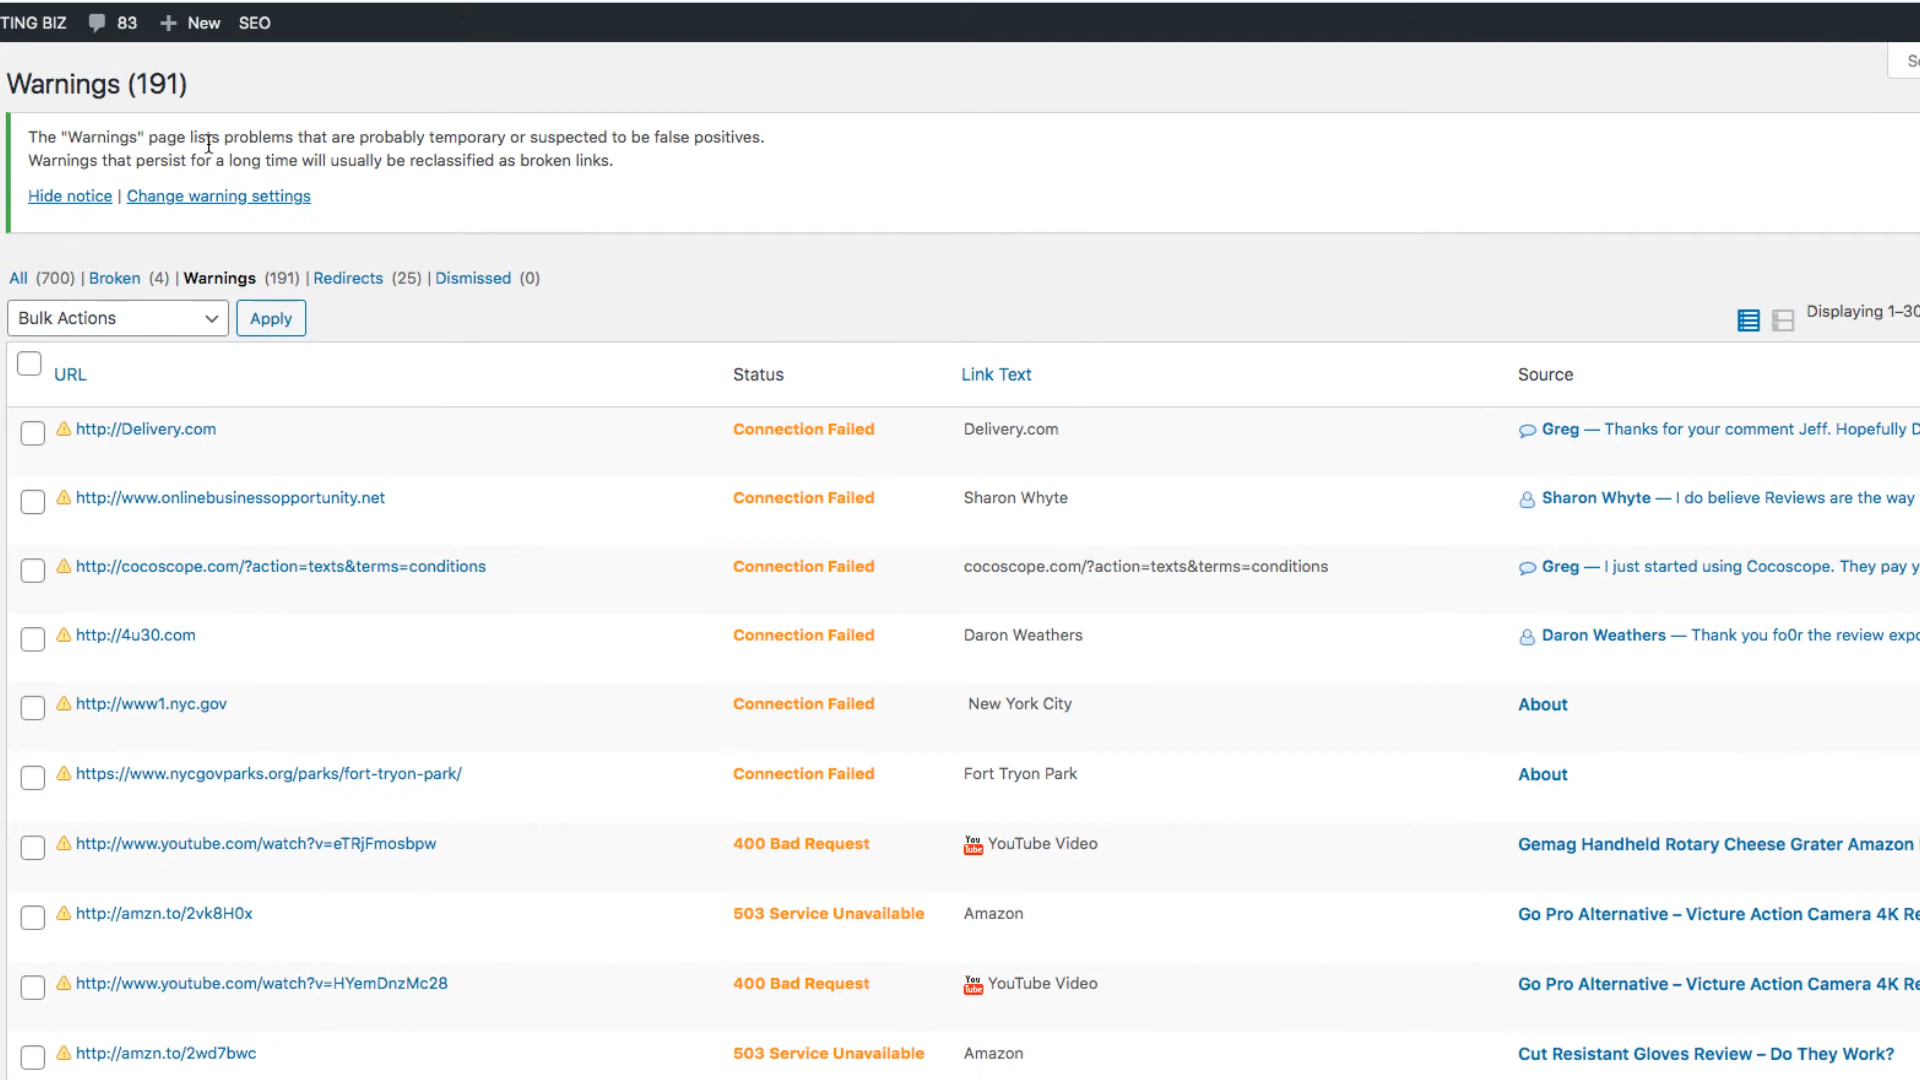 TING BIZ 83 New SEO
Warnings (191)
The "Warnings" page lists problems that are probably temporary or suspected to be false positives.
Warnings that persist for a long time will usually be reclassified as broken links.
Hide notice | Change warning settings
All (700) | Broken (4) | Warnings (191) | Redirects (25) | Dismissed (0)
Bulk Actions Apply Displaying 1–30
URL Status Link Text Source
http://Delivery.com Connection Failed Delivery.com Greg — Thanks for your comment Jeff. Hopefully D
http://www.onlinebusinessopportunity.net Connection Failed Sharon Whyte Sharon Whyte — I do believe Reviews are the way
http://cocoscope.com/?action=texts&terms=conditions Connection Failed cocoscope.com/?action=texts&terms=conditions Greg — I just started using Cocoscope. They pay y
http://4u30.com Connection Failed Daron Weathers Daron Weathers — Thank you fo0r the review expo
http://www1.nyc.gov Connection Failed New York City About
https://www.nycgovparks.org/parks/fort-tryon-park/ Connection Failed Fort Tryon Park About
http://www.youtube.com/watch?v=eTRjFmosbpw 400 Bad Request You Tube YouTube Video Gemag Handheld Rotary Cheese Grater Amazon
http://amzn.to/2vk8H0x 503 Service Unavailable Amazon Go Pro Alternative – Victure Action Camera 4K Re
http://www.youtube.com/watch?v=HYemDnzMc28 400 Bad Request You Tube YouTube Video Go Pro Alternative – Victure Action Camera 4K Re
http://amzn.to/2wd7bwc 503 Service Unavailable Amazon Cut Resistant Gloves Review – Do They Work?